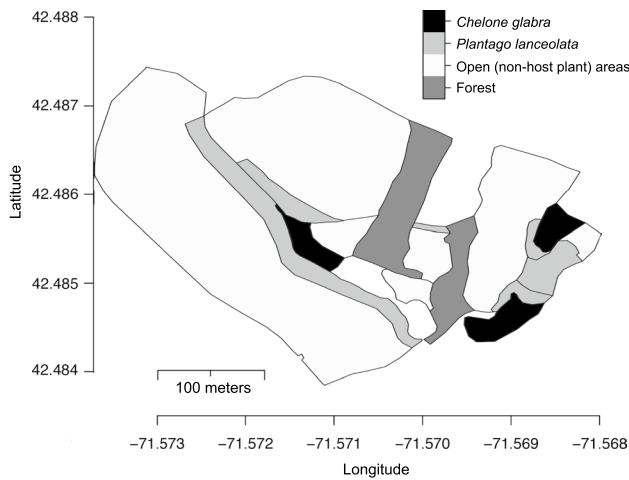 42.488
42.487
42.486
42.485
42.484
Latitude
Chelone glabra
Plantago lanceolata
Open (non-host plant) areas
Forest
100 meters
−71.573 −71.572 −71.571 −71.570 −71.569 −71.568
Longitude